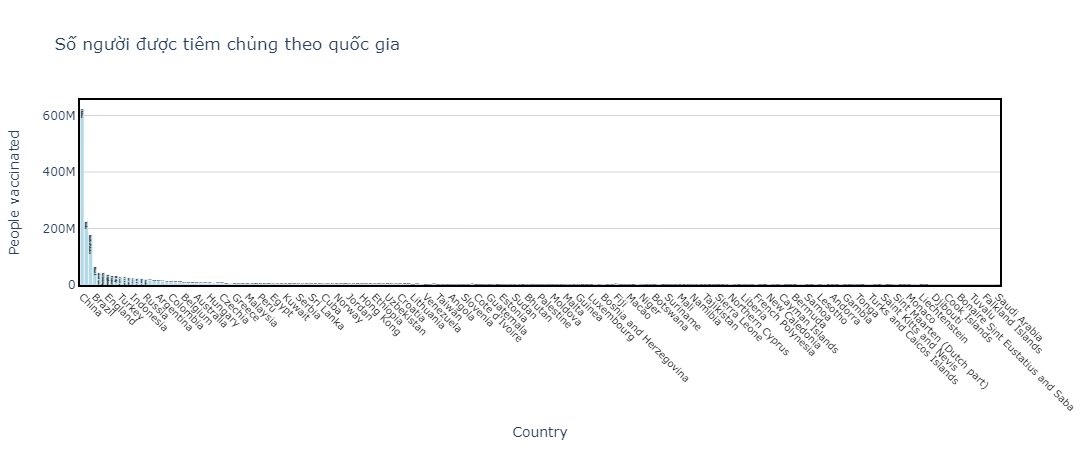 Số người được tiêm chủng theo quốc gia
People vaccinated
600M
400M
200M
0
China
Brazil
England
Turkey
Indonesia
Russia
Argentina
Colombia
Belgium
Austria
Hungary
Czechia
Greece
Malaysia
Peru
Egypt
Kuwait
Serbia
Sri Lanka
Cuba
Norway
Jordan
Hong Kong
Ethiopia
Uzbekistan
Croatia
Lithuania
Venezuela
Taiwan
Angola
Slovenia
Cote d'Ivoire
Guatemala
Estonia
Sudan
Bhutan
Palestine
Moldova
Malta
Guinea
Luxembourg
Bosnia and Herzegovina
Fiji
Macao
Niger
Botswana
Suriname
Mali
Namibia
Tajikistan
Sierra Leone
Northern Cyprus
Liberia
French Polynesia
New Caledonia
Cayman Islands
Bermuda
Samoa
Lesotho
Andorra
Gambia
Tonga
Turks and Caicos Islands
Saint Kitts and Nevis
Sint Maarten (Dutch part)
Monaco
Liechtenstein
Djibouti
Cook Islands
Bonaire Sint Eustatius and Saba
Tuvalu
Falkland Islands
Saudi Arabia
Country